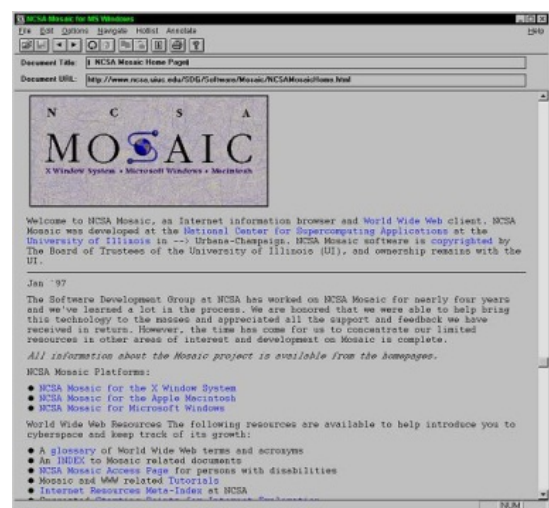 NCSA Mosaic for MS Windows
File Edit Options Navigate Hotlist Annotate Help
Document Title: NCSA Mosaic Home Page
Document URL: http://www.ncsa.uiuc.edu/SDG/Software/Mosaic/NCSAMosaicHome.html
N C S A
MOSAIC
X Window System • Microsoft Windows • Macintosh
Welcome to NCSA Mosaic, an Internet information browser and World Wide Web client. NCSA
Mosaic was developed at the National Center for Supercomputing Applications at the
University of Illinois in --> Urbana-Champaign. NCSA Mosaic software is copyrighted by
The Board of Trustees of the University of Illinois (UI), and ownership remains with the
UI.
Jan '97
The Software Development Group at NCSA has worked on NCSA Mosaic for nearly four years
and we've learned a lot in the process. We are honored that we were able to help bring
this technology to the masses and appreciated all the support and feedback we have
received in return. However, the time has come for us to concentrate our limited
resources in other areas of interest and development on Mosaic is complete.
All information about the Mosaic project is available from the homepages.
NCSA Mosaic Platforms:
● NCSA Mosaic for the X Window System
● NCSA Mosaic for the Apple Macintosh
● NCSA Mosaic for Microsoft Windows
World Wide Web Resources The following resources are available to help introduce you to
cyberspace and keep track of its growth:
● A glossary of World Wide Web terms and acronyms
● An INDEX to Mosaic related documents
● NCSA Mosaic Access Page for persons with disabilities
● Mosaic and WWW related Tutorials
● Internet Resources Meta-Index at NCSA
NUM